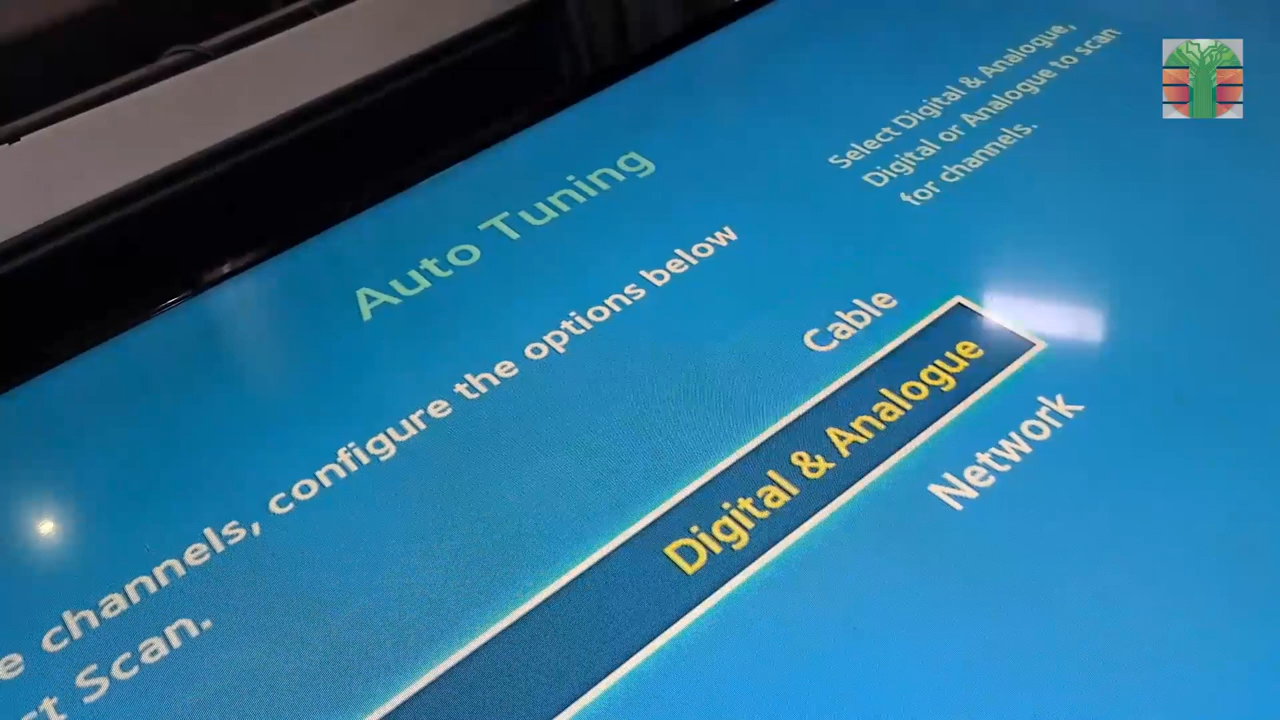 Auto Tuning
e channels, configure the options below
st Scan.
Select Digital & Analogue,
Digital or Analogue to scan
for channels.
Cable
Digital & Analogue
Network